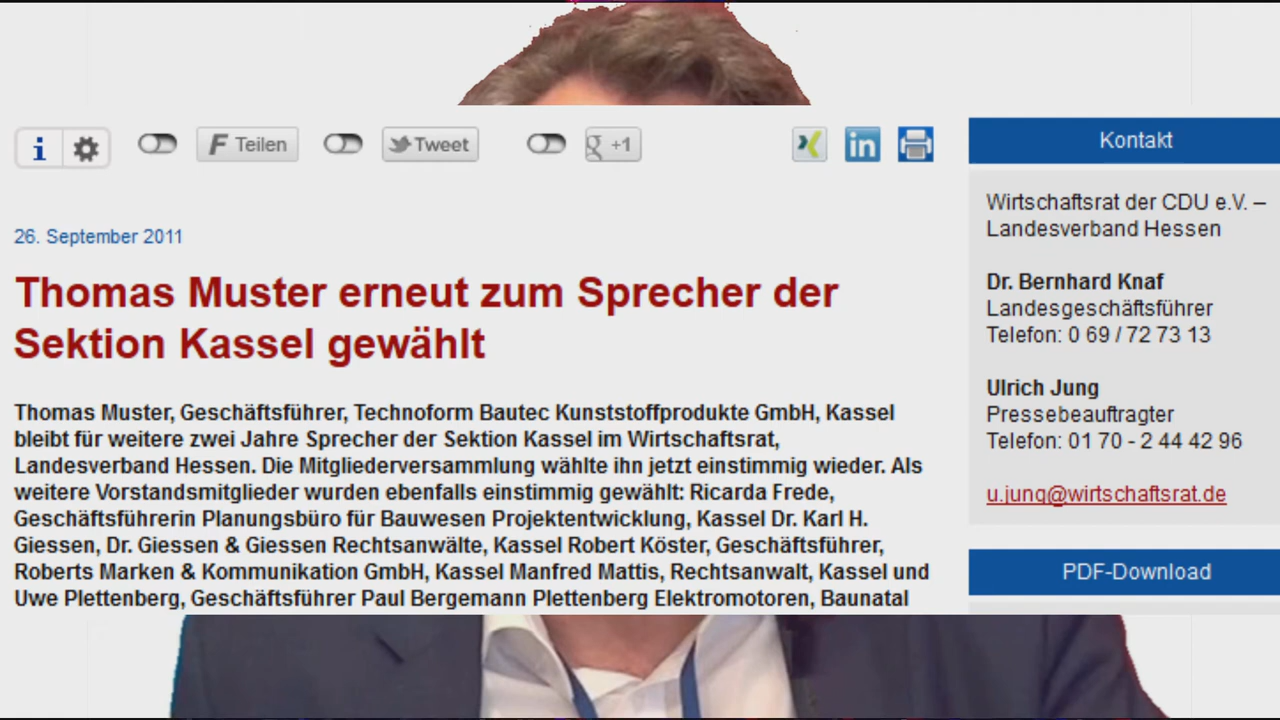 i
F Teilen
Tweet
g +1
in
26. September 2011
Thomas Muster erneut zum Sprecher der
Sektion Kassel gewählt
Thomas Muster, Geschäftsführer, Technoform Bautec Kunststoffprodukte GmbH, Kassel
bleibt für weitere zwei Jahre Sprecher der Sektion Kassel im Wirtschaftsrat,
Landesverband Hessen. Die Mitgliederversammlung wählte ihn jetzt einstimmig wieder. Als
weitere Vorstandsmitglieder wurden ebenfalls einstimmig gewählt: Ricarda Frede,
Geschäftsführerin Planungsbüro für Bauwesen Projektentwicklung, Kassel Dr. Karl H.
Giessen, Dr. Giessen & Giessen Rechtsanwälte, Kassel Robert Köster, Geschäftsführer,
Roberts Marken & Kommunikation GmbH, Kassel Manfred Mattis, Rechtsanwalt, Kassel und
Uwe Plettenberg, Geschäftsführer Paul Bergemann Plettenberg Elektromotoren, Baunatal
Kontakt
Wirtschaftsrat der CDU e.V. –
Landesverband Hessen
Dr. Bernhard Knaf
Landesgeschäftsführer
Telefon: 0 69 / 72 73 13
Ulrich Jung
Pressebeauftragter
Telefon: 01 70 - 2 44 42 96
u.jung@wirtschaftsrat.de
PDF-Download